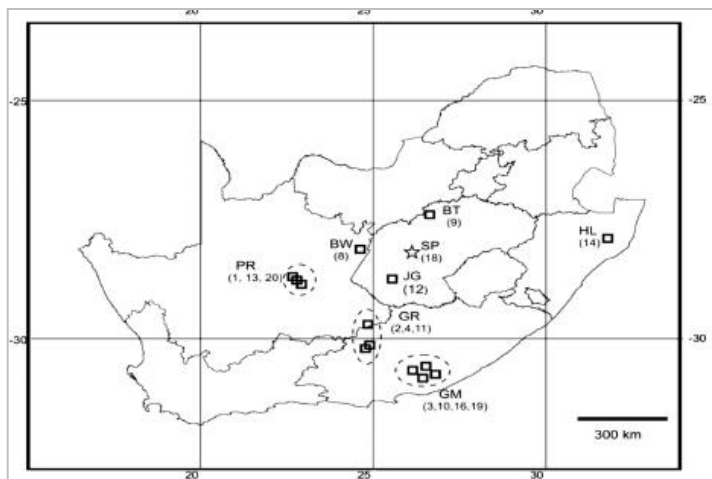 20 25 30
-25 -25
BT
(9)
BW
(8)
SP
(18)
HL
(14)
PR
(1, 13, 20)
JG
(12)
GR
(2,4,11)
-30 -30
GM
(3,10,16,19)
300 km
20 25 30